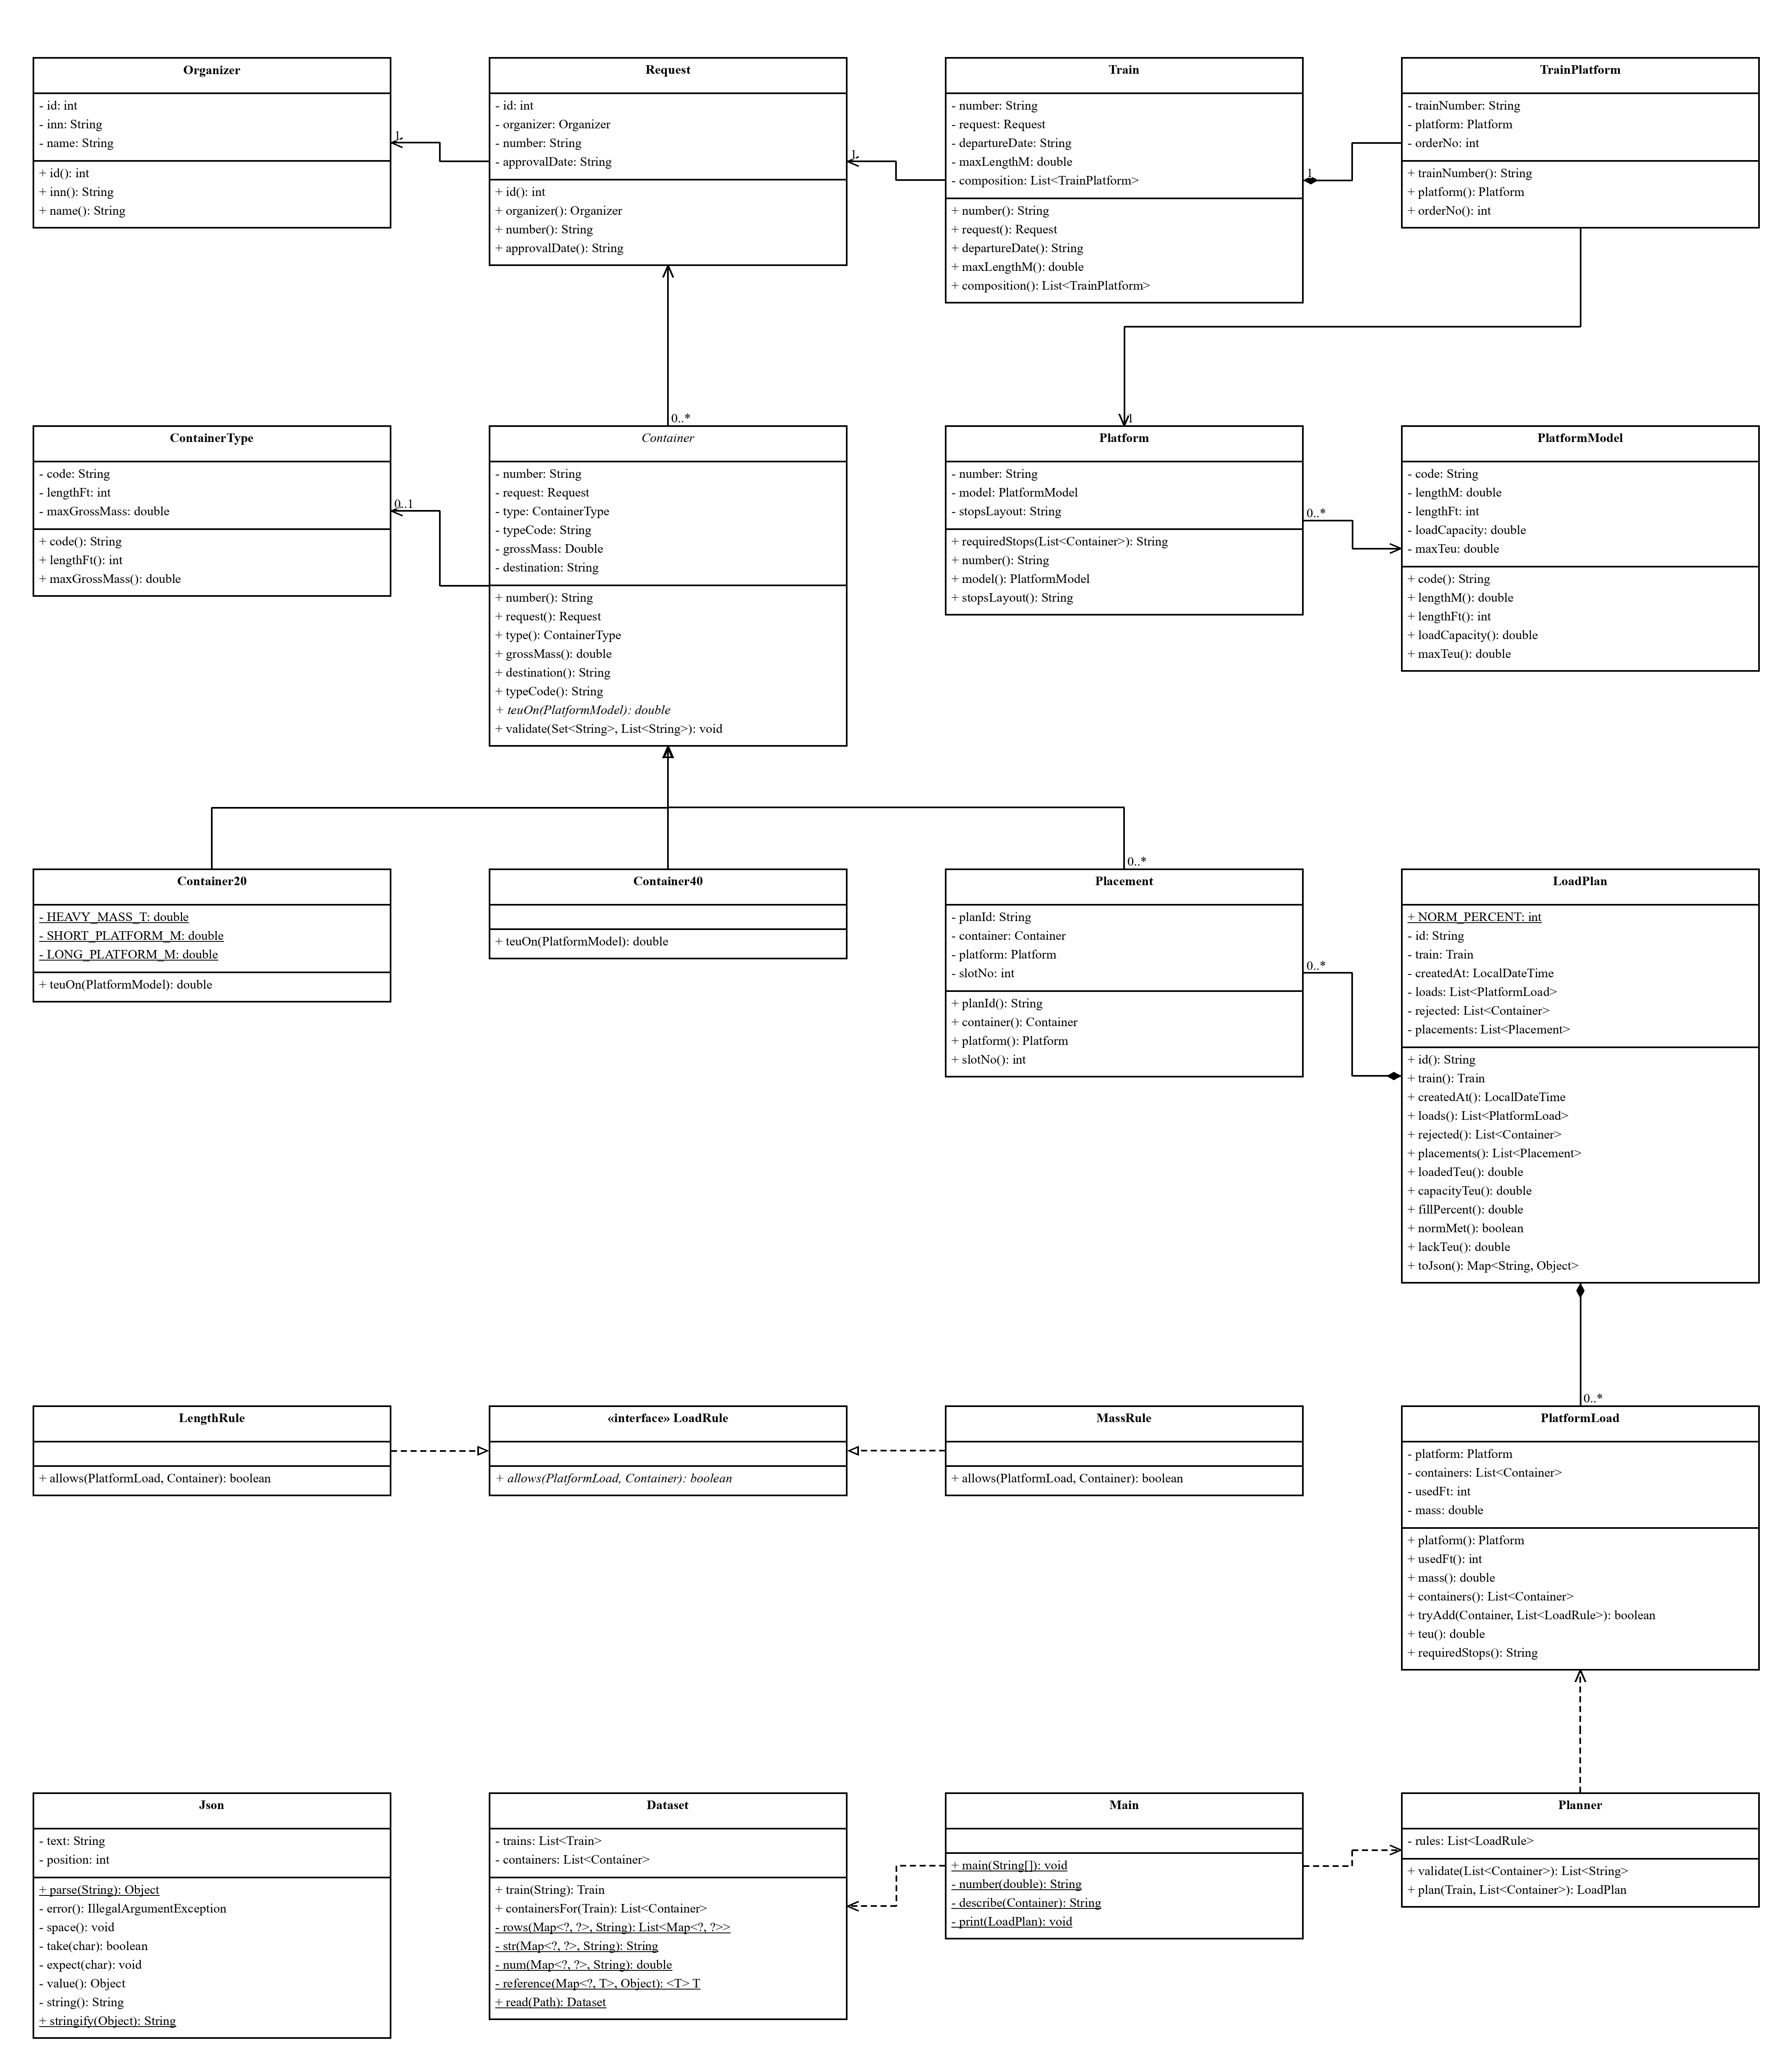 Organizer
- id: int
- inn: String
- name: String
+ id(): int
+ inn(): String
+ name(): String
1
Request
- id: int
- organizer: Organizer
- number: String
- approvalDate: String
+ id(): int
+ organizer(): Organizer
+ number(): String
+ approvalDate(): String
1
Train
- number: String
- request: Request
- departureDate: String
- maxLengthM: double
- composition: List<TrainPlatform>
+ number(): String
+ request(): Request
+ departureDate(): String
+ maxLengthM(): double
+ composition(): List<TrainPlatform>
1
TrainPlatform
- trainNumber: String
- platform: Platform
- orderNo: int
+ trainNumber(): String
+ platform(): Platform
+ orderNo(): int
0..*
1
ContainerType
- code: String
- lengthFt: int
- maxGrossMass: double
+ code(): String
+ lengthFt(): int
+ maxGrossMass(): double
0..1
Container
- number: String
- request: Request
- type: ContainerType
- typeCode: String
- grossMass: Double
- destination: String
+ number(): String
+ request(): Request
+ type(): ContainerType
+ grossMass(): double
+ destination(): String
+ typeCode(): String
+ teuOn(PlatformModel): double
+ validate(Set<String>, List<String>): void
Platform
- number: String
- model: PlatformModel
- stopsLayout: String
+ requiredStops(List<Container>): String
+ number(): String
+ model(): PlatformModel
+ stopsLayout(): String
0..*
PlatformModel
- code: String
- lengthM: double
- lengthFt: int
- loadCapacity: double
- maxTeu: double
+ code(): String
+ lengthM(): double
+ lengthFt(): int
+ loadCapacity(): double
+ maxTeu(): double
0..*
Container20
- HEAVY_MASS_T: double
- SHORT_PLATFORM_M: double
- LONG_PLATFORM_M: double
+ teuOn(PlatformModel): double
Container40
+ teuOn(PlatformModel): double
Placement
- planId: String
- container: Container
- platform: Platform
- slotNo: int
+ planId(): String
+ container(): Container
+ platform(): Platform
+ slotNo(): int
0..*
LoadPlan
+ NORM_PERCENT: int
- id: String
- train: Train
- createdAt: LocalDateTime
- loads: List<PlatformLoad>
- rejected: List<Container>
- placements: List<Placement>
+ id(): String
+ train(): Train
+ createdAt(): LocalDateTime
+ loads(): List<PlatformLoad>
+ rejected(): List<Container>
+ placements(): List<Placement>
+ loadedTeu(): double
+ capacityTeu(): double
+ fillPercent(): double
+ normMet(): boolean
+ lackTeu(): double
+ toJson(): Map<String, Object>
0..*
LengthRule
+ allows(PlatformLoad, Container): boolean
«interface» LoadRule
+ allows(PlatformLoad, Container): boolean
MassRule
+ allows(PlatformLoad, Container): boolean
PlatformLoad
- platform: Platform
- containers: List<Container>
- usedFt: int
- mass: double
+ platform(): Platform
+ usedFt(): int
+ mass(): double
+ containers(): List<Container>
+ tryAdd(Container, List<LoadRule>): boolean
+ teu(): double
+ requiredStops(): String
Json
- text: String
- position: int
+ parse(String): Object
- error(): IllegalArgumentException
- space(): void
- take(char): boolean
- expect(char): void
- value(): Object
- string(): String
+ stringify(Object): String
Dataset
- trains: List<Train>
- containers: List<Container>
+ train(String): Train
+ containersFor(Train): List<Container>
- rows(Map<?, ?>, String): List<Map<?, ?>>
- str(Map<?, ?>, String): String
- num(Map<?, ?>, String): double
- reference(Map<?, T>, Object): <T> T
+ read(Path): Dataset
Main
+ main(String[]): void
- number(double): String
- describe(Container): String
- print(LoadPlan): void
Planner
- rules: List<LoadRule>
+ validate(List<Container>): List<String>
+ plan(Train, List<Container>): LoadPlan